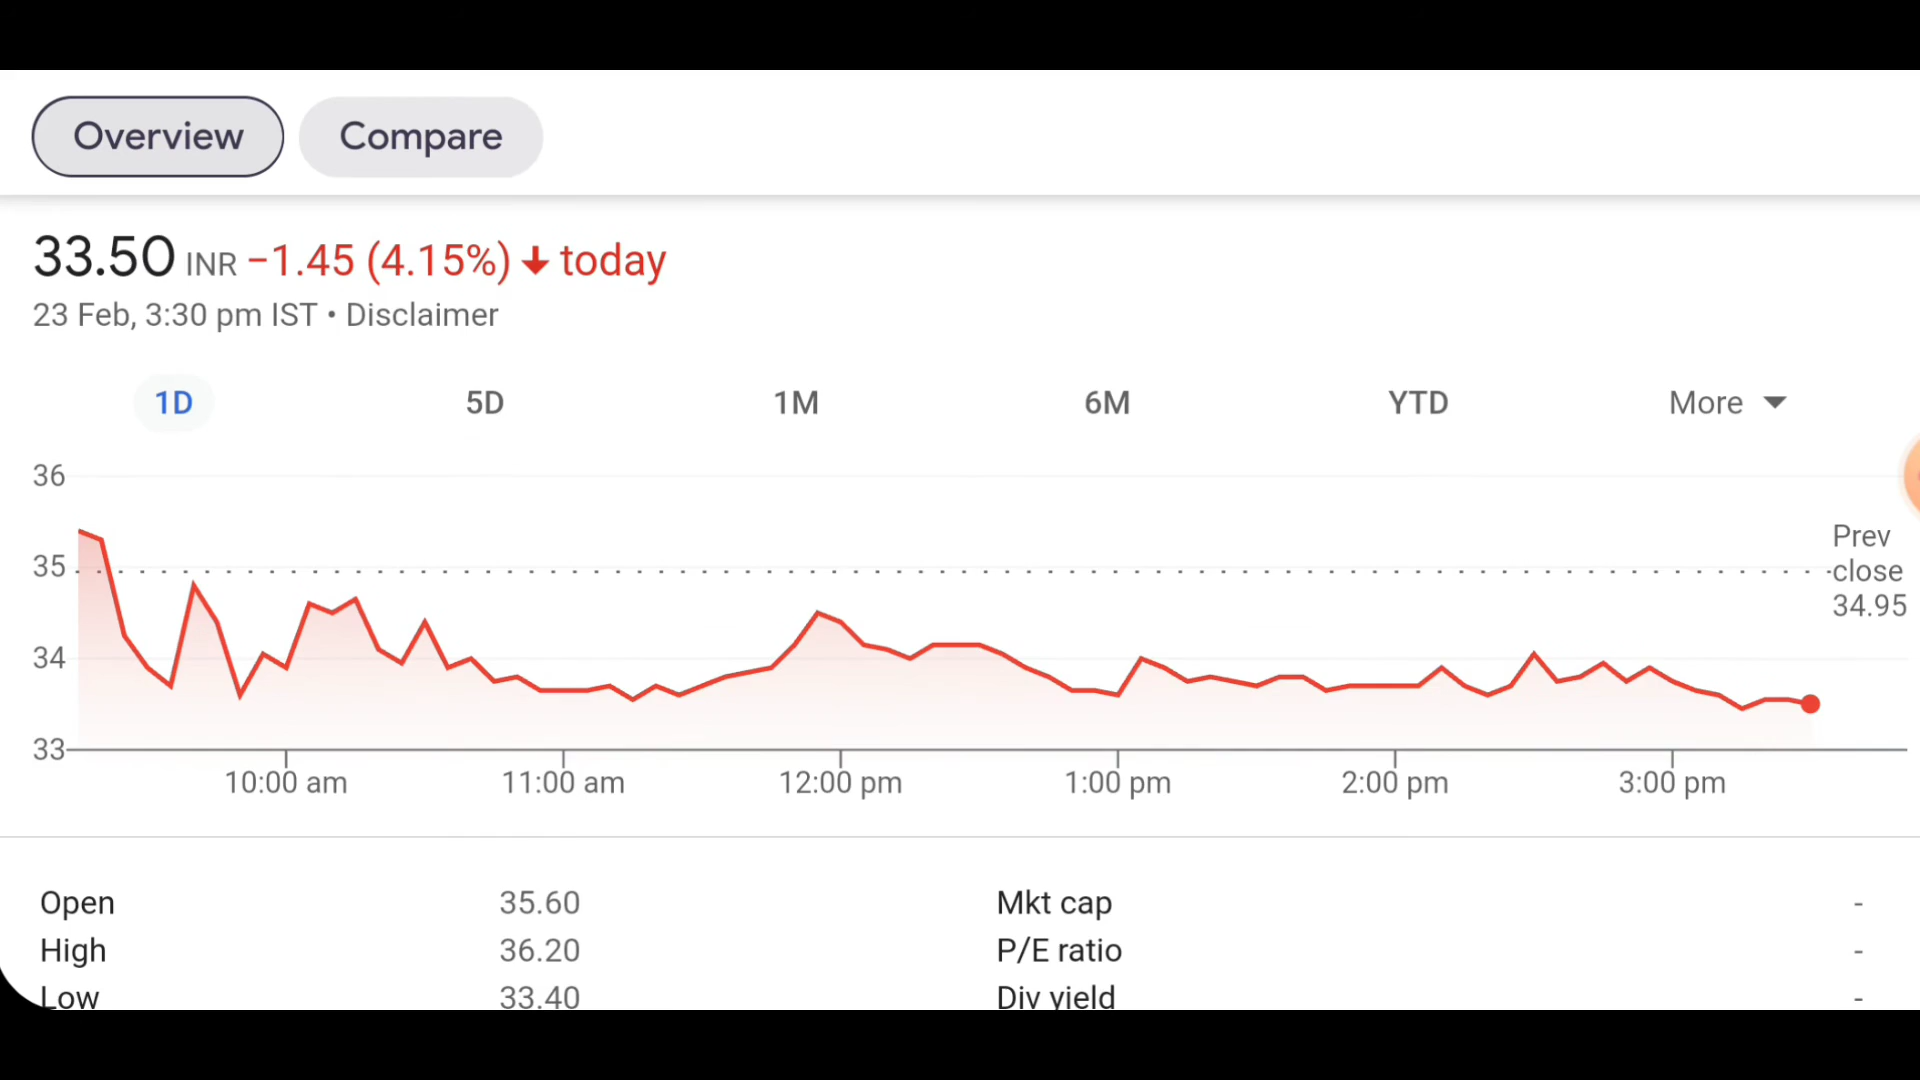 Overview Compare
33.50 INR −1.45 (4.15%) ↓ today
23 Feb, 3:30 pm IST • Disclaimer
1D 5D 1M 6M YTD More
36
35
34
33
Prev
close
34.95
10:00 am 11:00 am 12:00 pm 1:00 pm 2:00 pm 3:00 pm
Open 35.60 Mkt cap -
High 36.20 P/E ratio -
Low 33.40 Div yield -